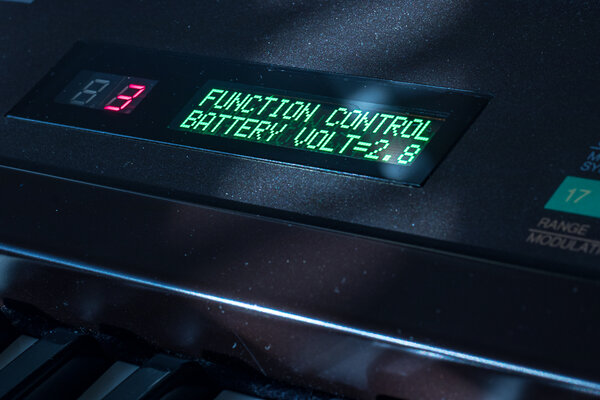 3
FUNCTION CONTROL
BATTERY VOLT=2.8
17
RANGE